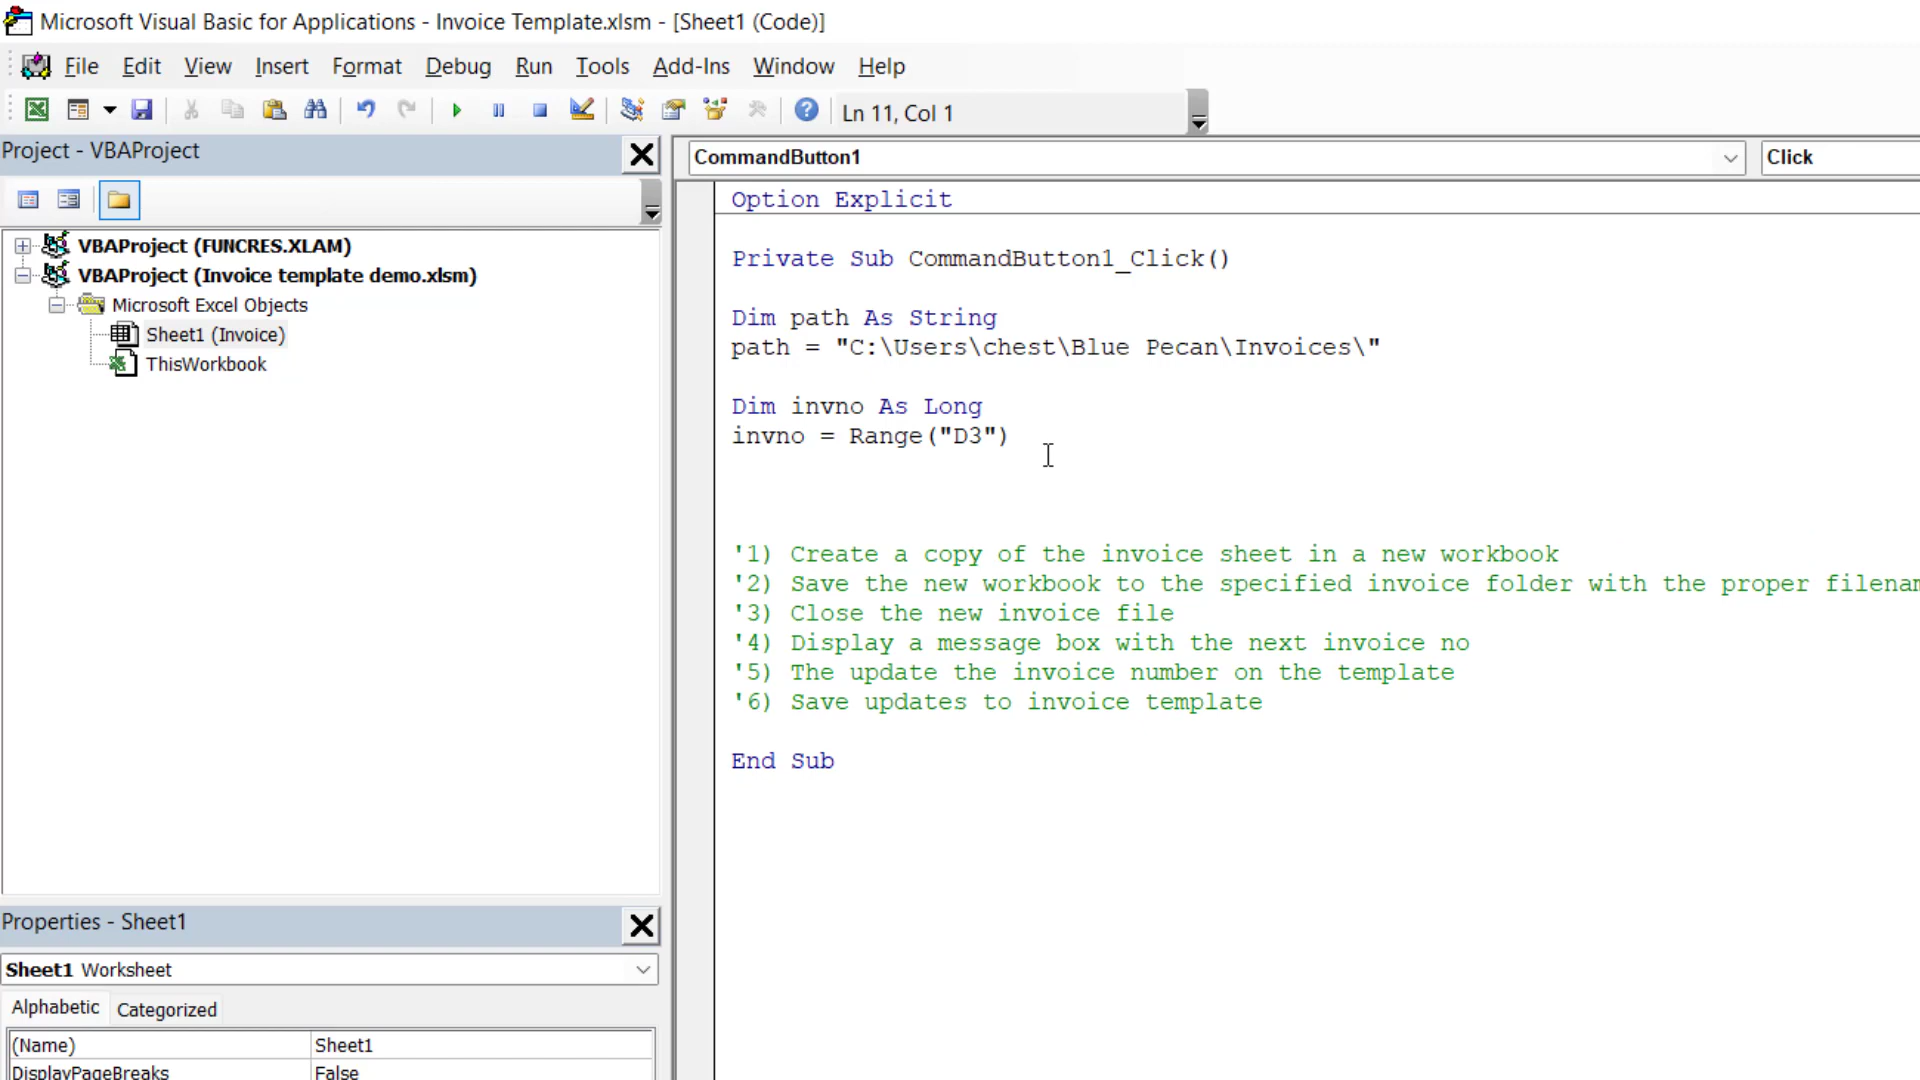 Microsoft Visual Basic for Applications - Invoice Template.xlsm - [Sheet1 (Code)]
File Edit View Insert Format Debug Run Tools Add-Ins Window Help
Ln 11, Col 1
Project - VBAProject
VBAProject (FUNCRES.XLAM)
VBAProject (Invoice template demo.xlsm)
Microsoft Excel Objects
Sheet1 (Invoice)
ThisWorkbook
Properties - Sheet1
Sheet1 Worksheet
Alphabetic Categorized
(Name) Sheet1
DisplayPageBreaks False
CommandButton1 Click
Option Explicit
Private Sub CommandButton1_Click()
Dim path As String
path = "C:\Users\chest\Blue Pecan\Invoices\"
Dim invno As Long
invno = Range("D3")
'1) Create a copy of the invoice sheet in a new workbook
'2) Save the new workbook to the specified invoice folder with the proper filenam
'3) Close the new invoice file
'4) Display a message box with the next invoice no
'5) The update the invoice number on the template
'6) Save updates to invoice template
End Sub